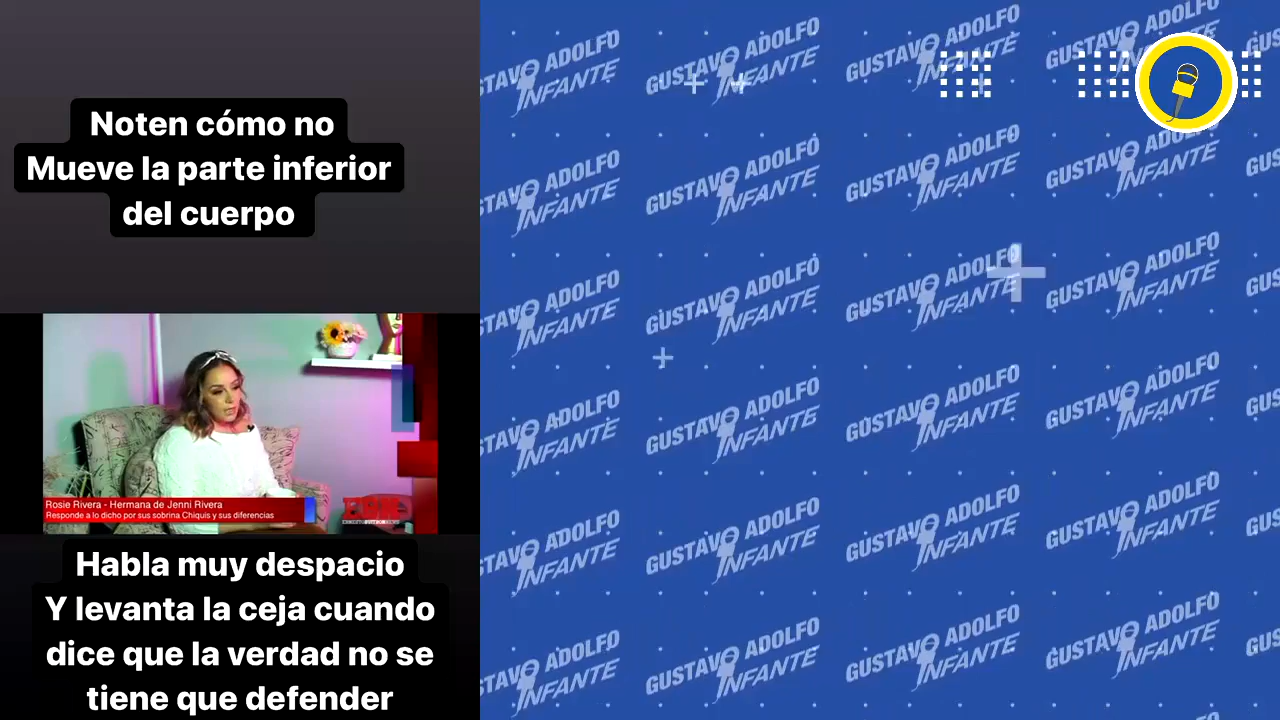 Noten cómo no
Mueve la parte inferior
del cuerpo
Rosie Rivera - Hermana de Jenni Rivera
Responde a lo dicho por sus sobrina Chiquis y sus diferencias
Habla muy despacio
Y levanta la ceja cuando
dice que la verdad no se
tiene que defender
GUSTAVO ADOLFO
INFANTE